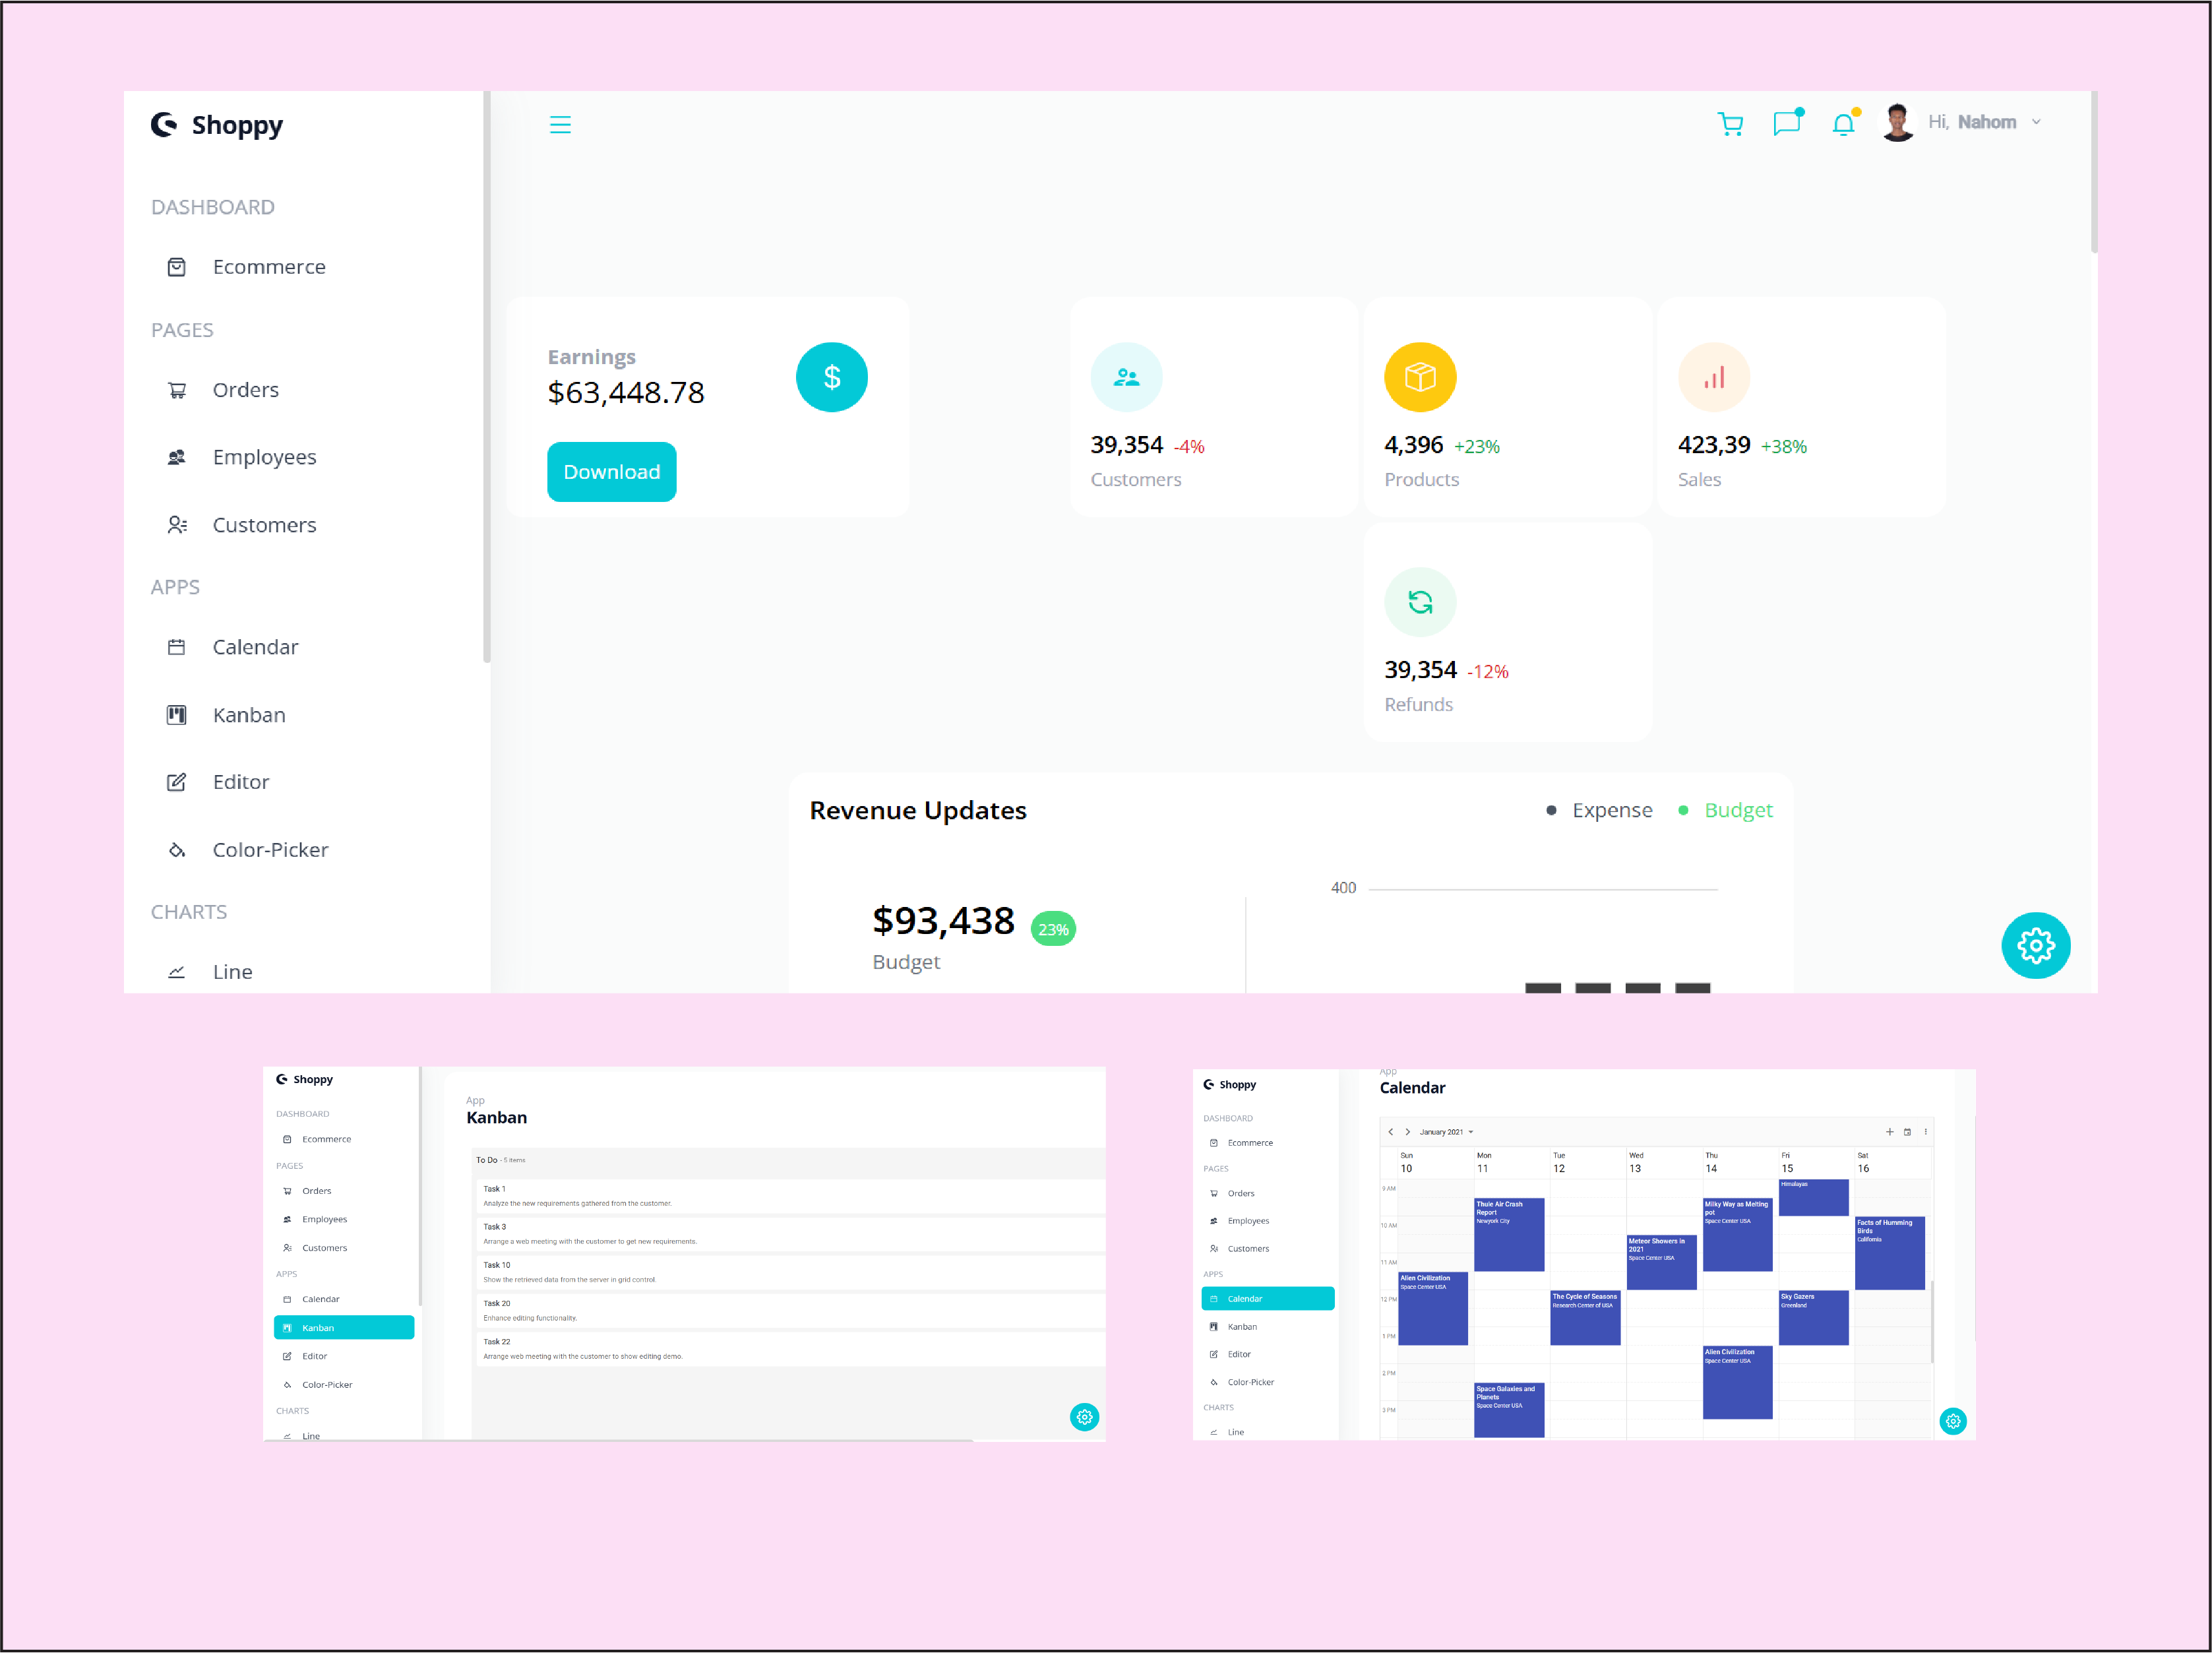 Shoppy
Hi, Nahom
DASHBOARD
Ecommerce
PAGES
Orders
Employees
Customers
APPS
Calendar
Kanban
Editor
Color-Picker
CHARTS
Line
Earnings
$63,448.78
$
Download
39,354 -4%
Customers
4,396 +23%
Products
423,39 +38%
Sales
39,354 -12%
Refunds
Revenue Updates
Expense
Budget
$93,438 23%
Budget
400
Shoppy
DASHBOARD
Ecommerce
PAGES
Orders
Employees
Customers
APPS
Calendar
Kanban
Editor
Color-Picker
CHARTS
Line
App
Kanban
To Do - 5 items
Task 1
Analyze the new requirements gathered from the customer.
Task 3
Arrange a web meeting with the customer to get new requirements.
Task 10
Show the retrieved data from the server in grid control.
Task 20
Enhance editing functionality.
Task 22
Arrange web meeting with the customer to show editing demo.
Shoppy
DASHBOARD
Ecommerce
PAGES
Orders
Employees
Customers
APPS
Calendar
Kanban
Editor
Color-Picker
CHARTS
Line
App
Calendar
January 2021
Sun
10
Mon
11
Tue
12
Wed
13
Thu
14
Fri
15
Sat
16
9 AM
10 AM
11 AM
12 PM
1 PM
2 PM
3 PM
Alien Civilization
Space Center USA
Thule Air Crash
Report
Newyork City
Space Galaxies and
Planets
Space Center USA
The Cycle of Seasons
Research Center of USA
Meteor Showers in
2021
Space Center USA
Milky Way as Melting
pot
Space Center USA
Alien Civilization
Space Center USA
Himalayas
Sky Gazers
Greenland
Facts of Humming
Birds
California